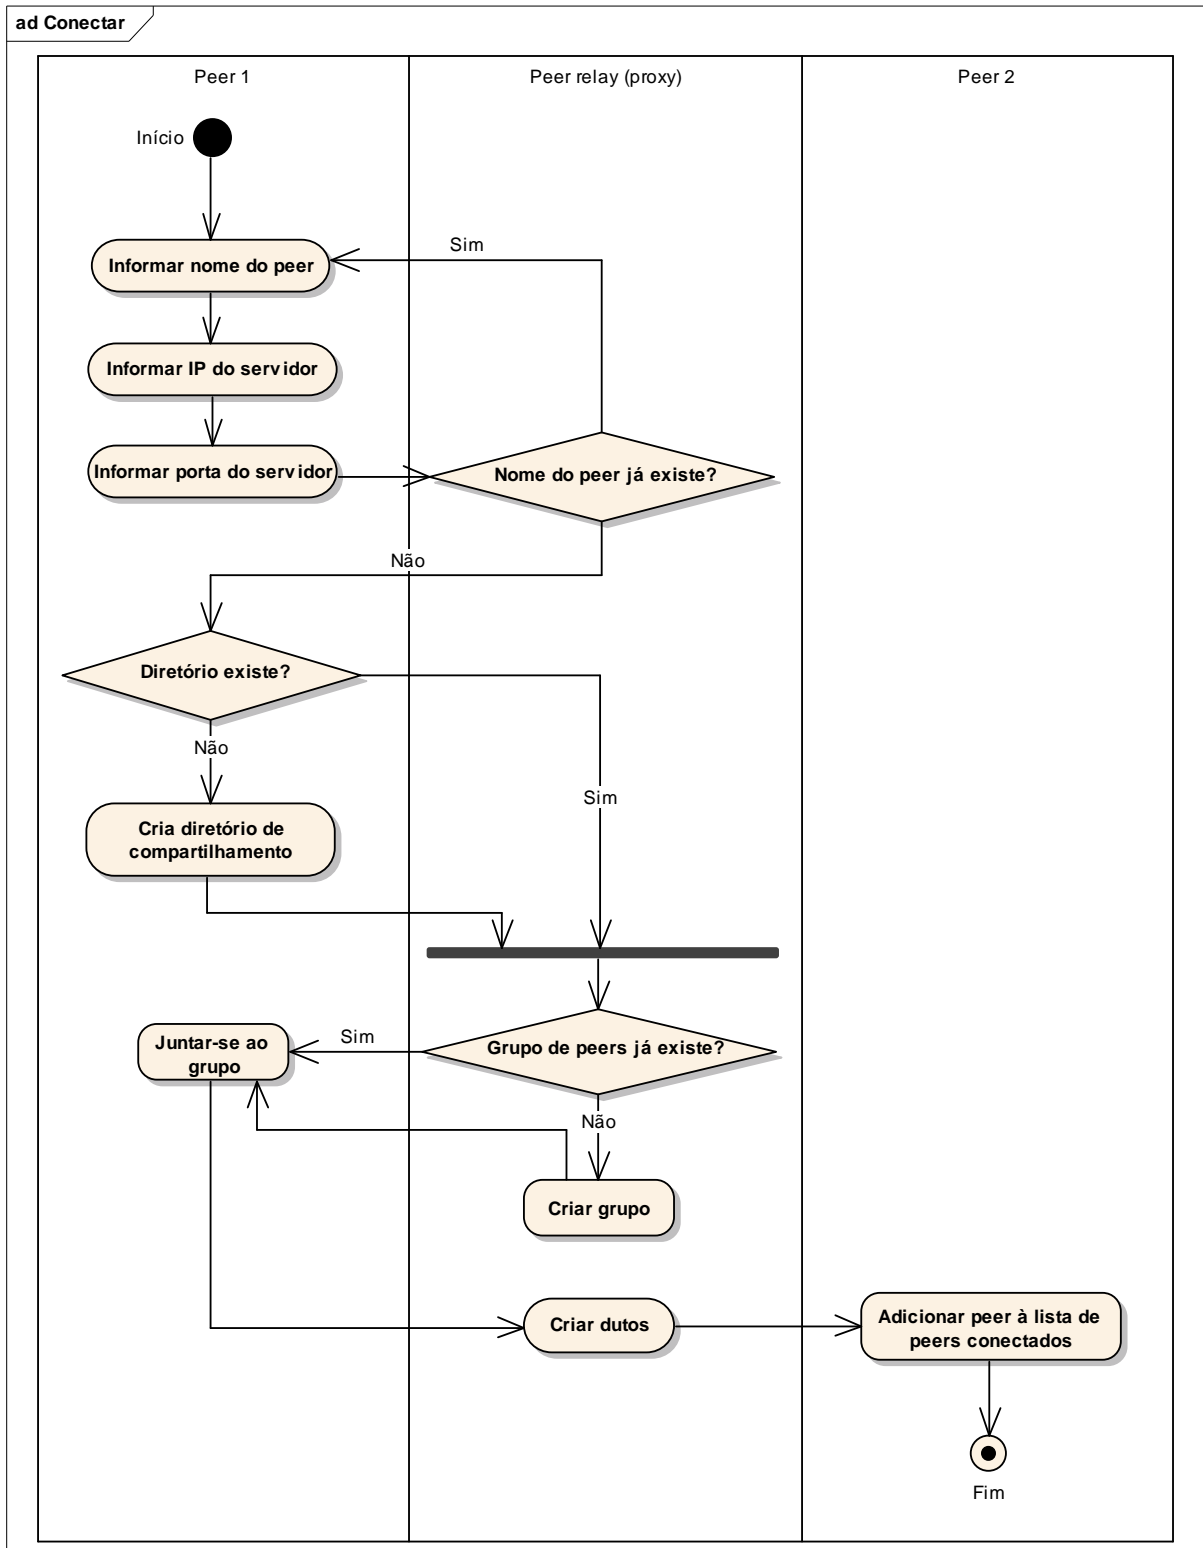 ad Conectar
Peer 1
Peer relay (proxy)
Peer 2
Início
Sim
Informar nome do peer
Informar IP do servidor
Informar porta do servidor
Nome do peer já existe?
Não
Diretório existe?
Não
Sim
Cria diretório de
compartilhamento
Juntar-se ao
grupo
Sim
Grupo de peers já existe?
Não
Criar grupo
Criar dutos
Adicionar peer à lista de
peers conectados
Fim